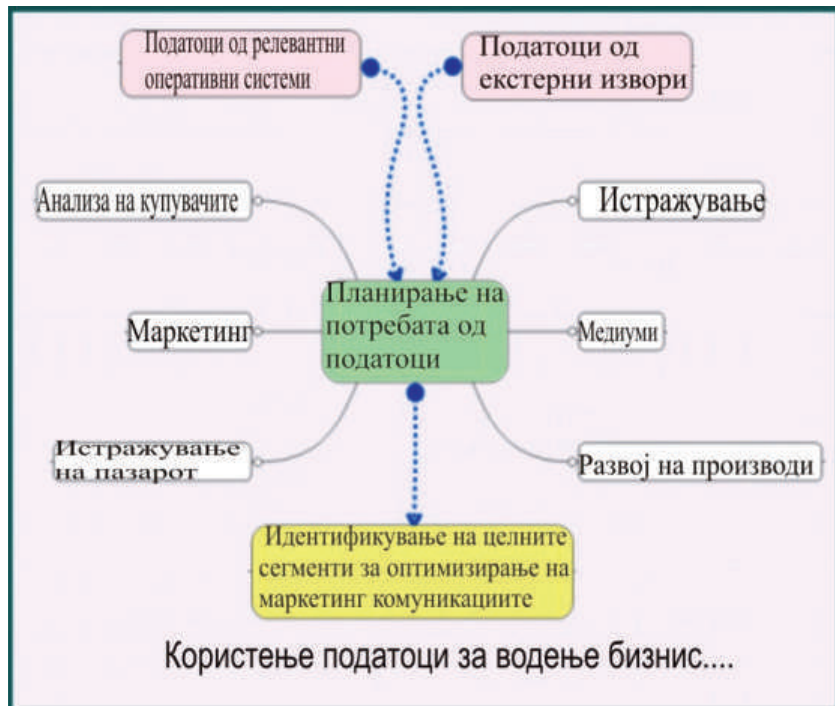 Податоци од релевантни
оперативни системи
Податоци од
екстерни извори
Анализа на купувачите
Истражување
Планирање на
потребата од
податоци
Маркетинг
Медиуми
Истражување
на пазарот
Развој на производи
Идентификување на целните
сегменти за оптимизирање на
маркетинг комуникациите
Користење податоци за водење бизнис....